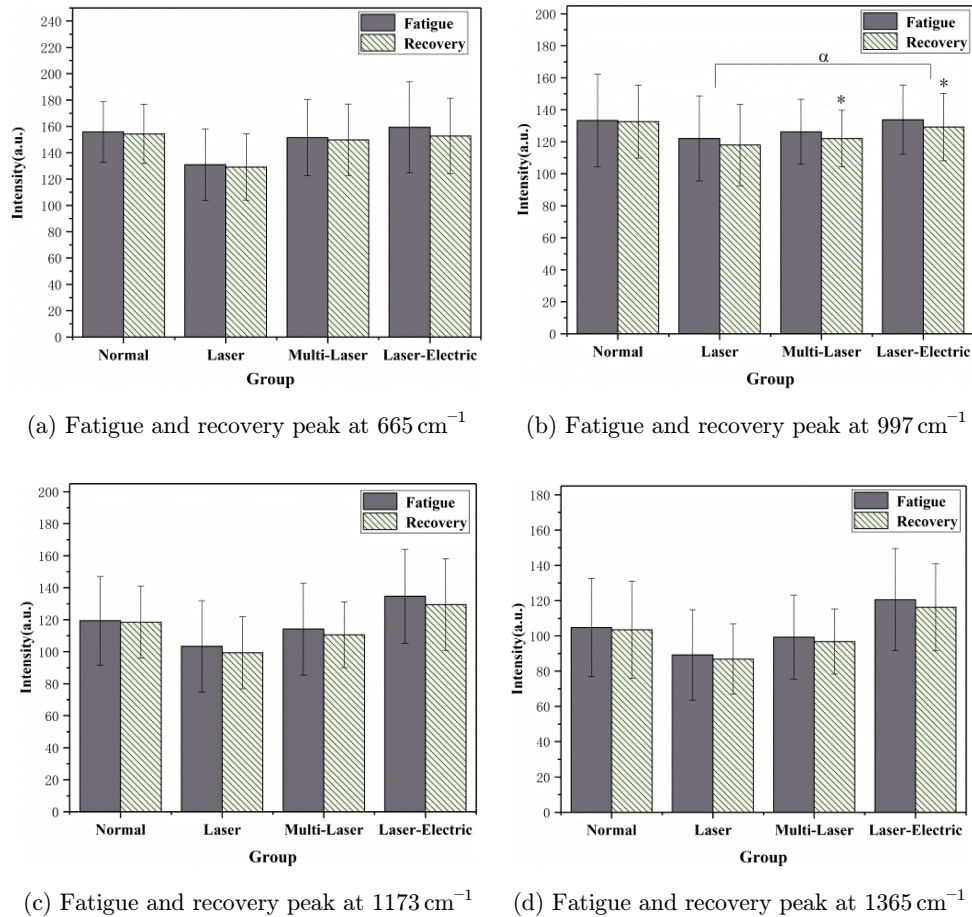 240
220
200
180
160
140
120
100
80
60
40
20
0
Intensity(a.u.)
Fatigue
Recovery
Normal
Laser
Multi-Laser
Laser-Electric
Group
(a) Fatigue and recovery peak at 665 cm⁻¹
200
180
160
140
120
100
80
60
40
20
0
Intensity(a.u.)
Fatigue
Recovery
α
*
*
Normal
Laser
Multi-Laser
Laser-Electric
Group
(b) Fatigue and recovery peak at 997 cm⁻¹
200
180
160
140
120
100
80
60
40
20
0
Intensity(a.u.)
Fatigue
Recovery
Normal
Laser
Multi-Laser
Laser-Electric
Group
(c) Fatigue and recovery peak at 1173 cm⁻¹
180
160
140
120
100
80
60
40
20
0
Intensity(a.u.)
Fatigue
Recovery
Normal
Laser
Multi-Laser
Laser-Electric
Group
(d) Fatigue and recovery peak at 1365 cm⁻¹